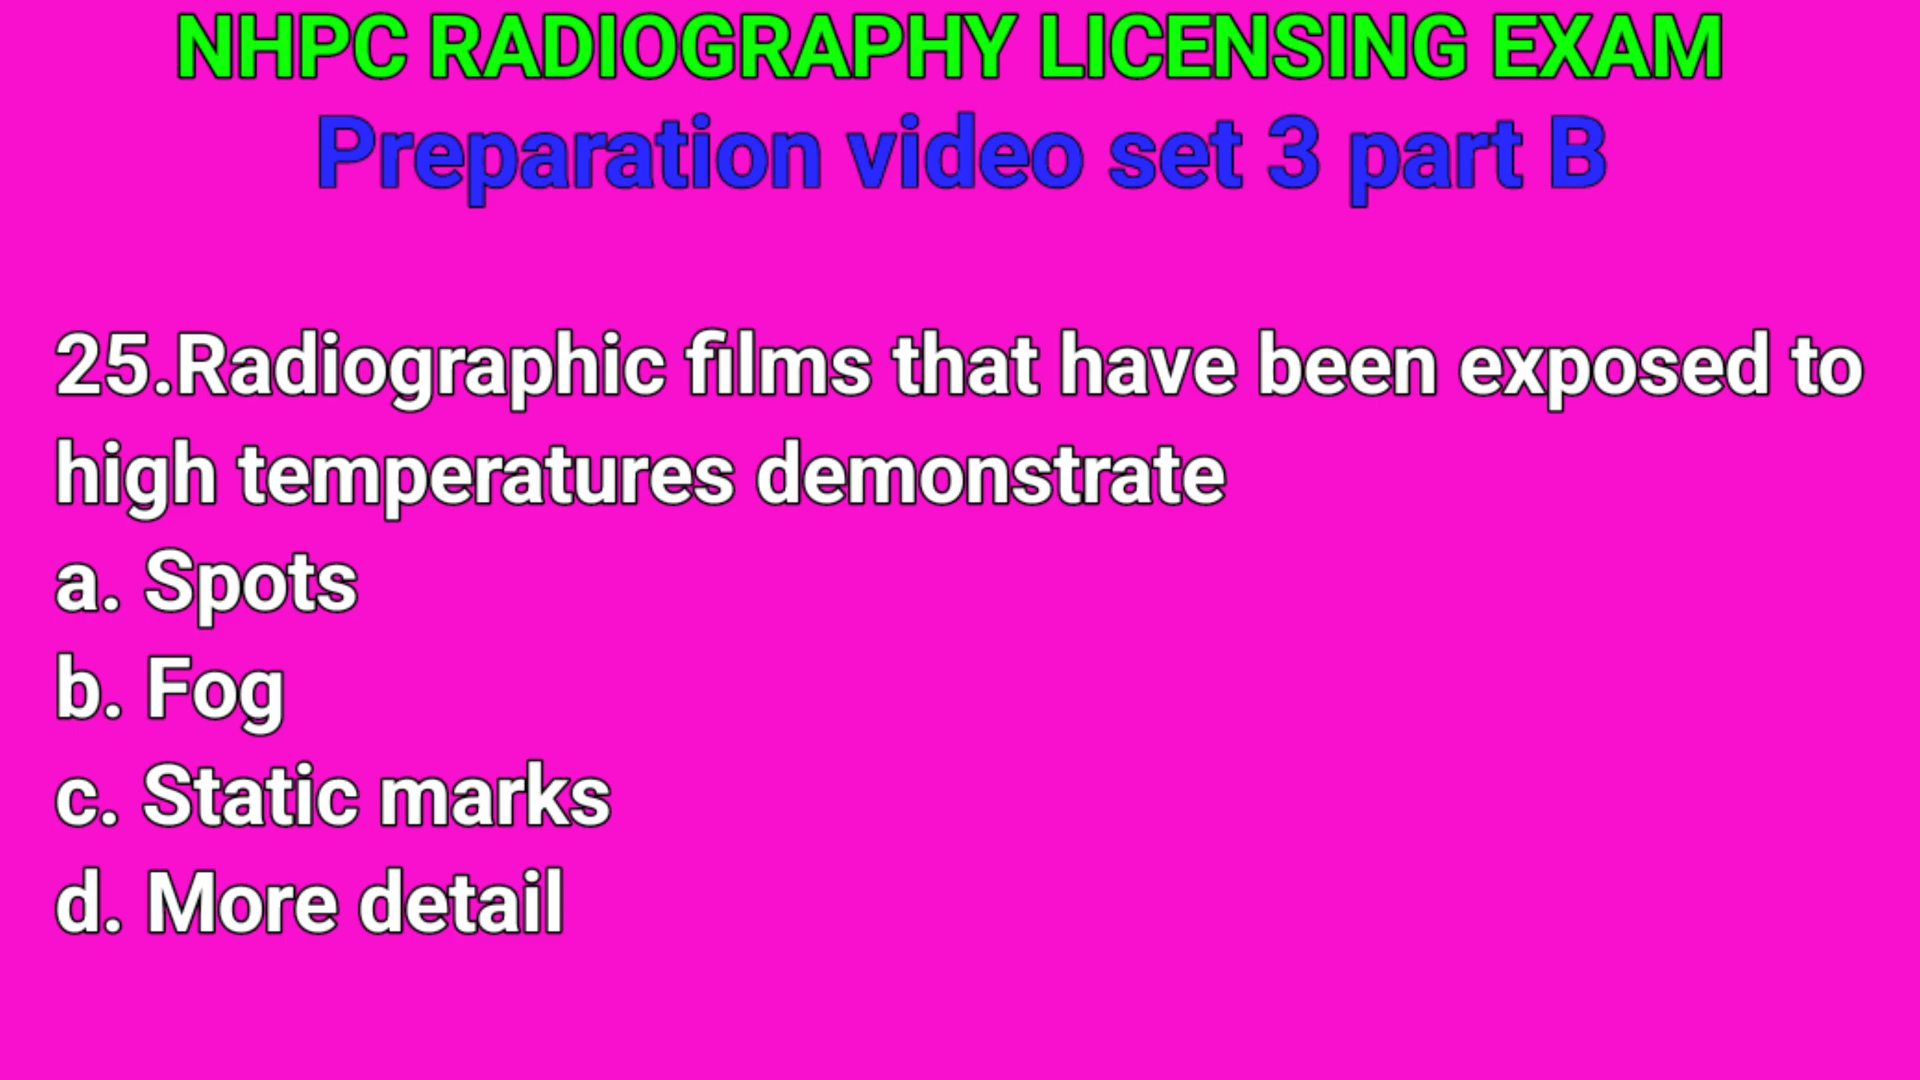 NHPC RADIOGRAPHY LICENSING EXAM
Preparation video set 3 part B
25.Radiographic films that have been exposed to
high temperatures demonstrate
a. Spots
b. Fog
c. Static marks
d. More detail